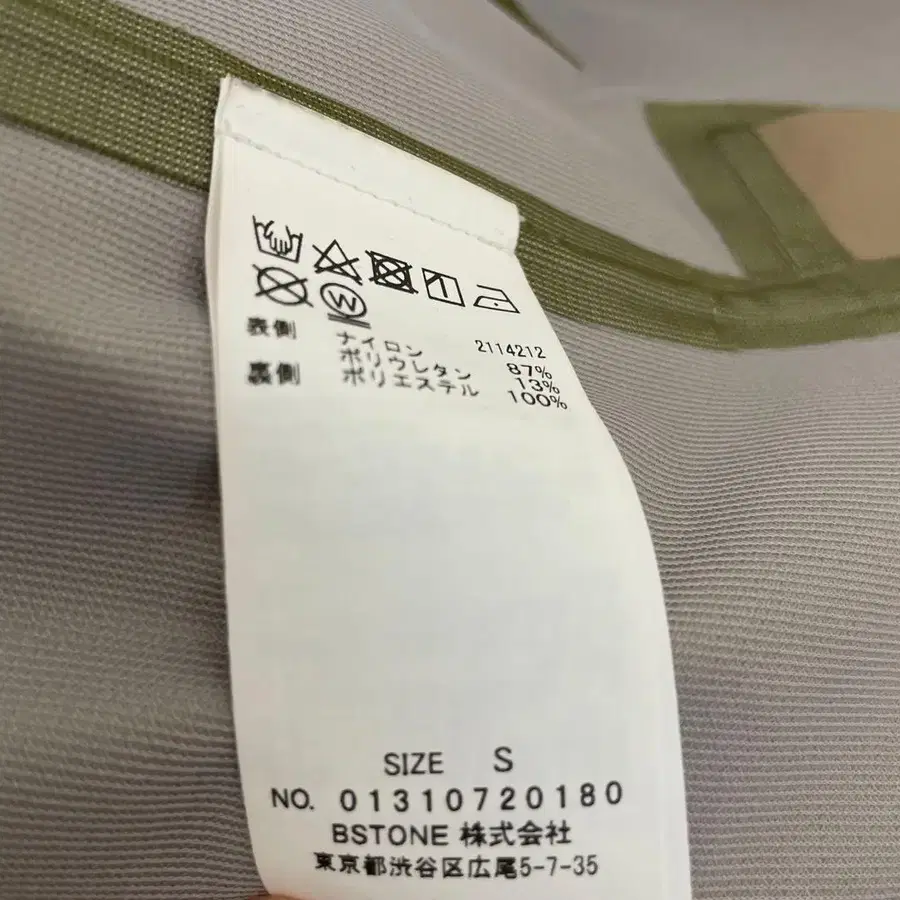 W
2114212
表側 ナイロン 87%
ポリウレタン 13%
裏側 ポリエステル 100%
SIZE S
NO. 01310720180
BSTONE 株式会社
東京都渋谷区広尾5-7-35